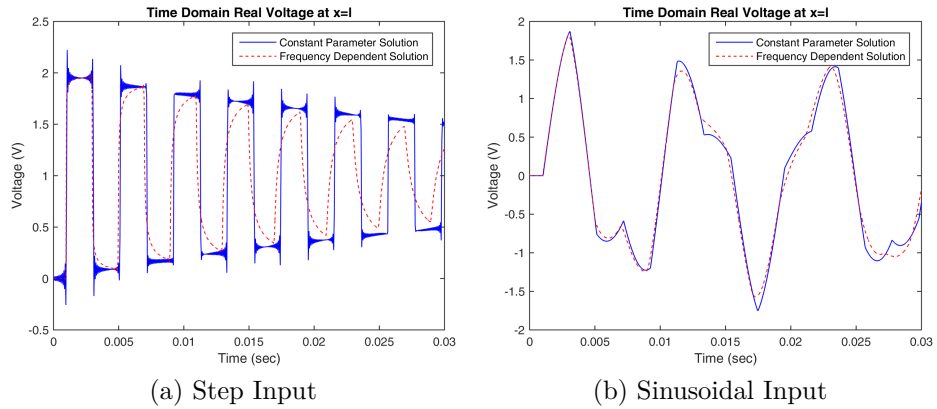 Time Domain Real Voltage at x=l
Constant Parameter Solution
Frequency Dependent Solution
Voltage (V)
2.5
2
1.5
1
0.5
0
-0.5
0
0.005
0.01
0.015
0.02
0.025
0.03
Time (sec)
(a) Step Input
Time Domain Real Voltage at x=l
Constant Parameter Solution
Frequency Dependent Solution
Voltage (V)
2
1.5
1
0.5
0
-0.5
-1
-1.5
-2
0
0.005
0.01
0.015
0.02
0.025
0.03
Time (sec)
(b) Sinusoidal Input